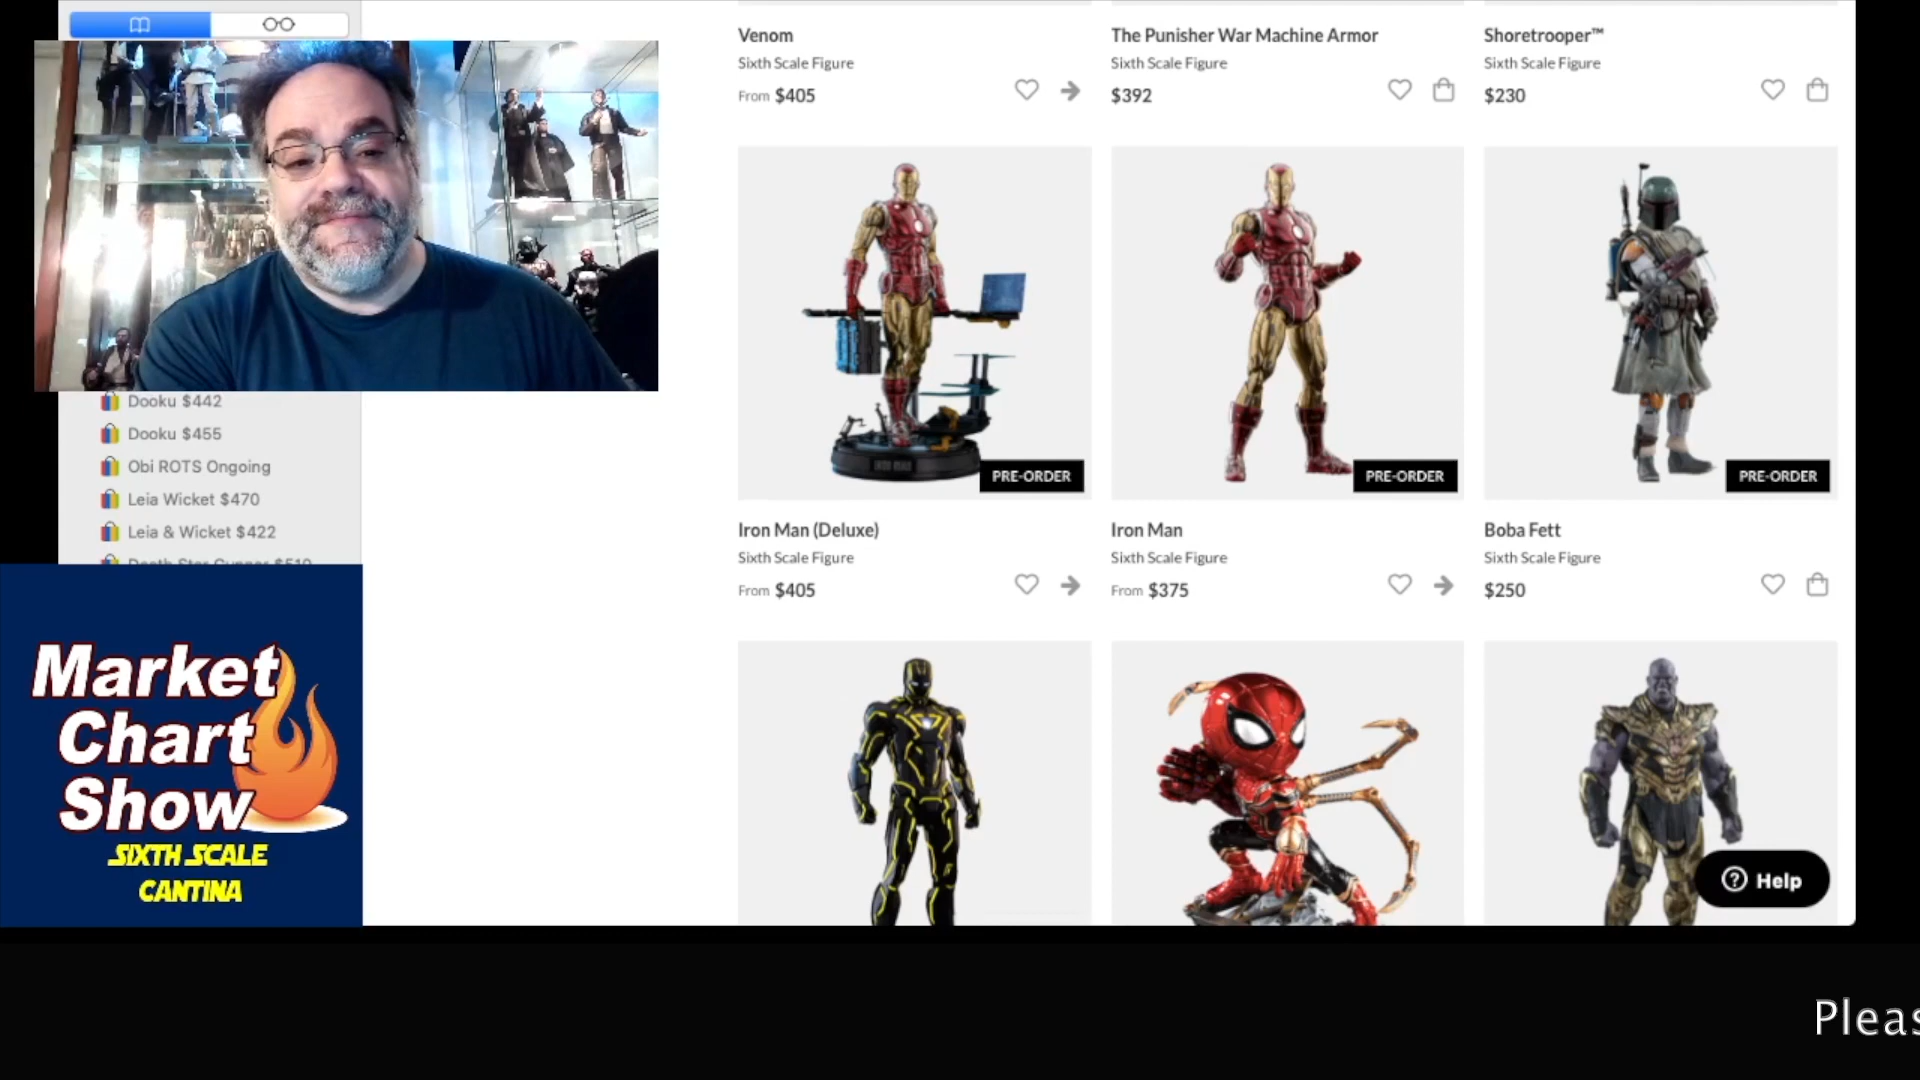 Venom
Sixth Scale Figure
From $405
The Punisher War Machine Armor
Sixth Scale Figure
$392
Shoretrooper™
Sixth Scale Figure
$230
PRE-ORDER
PRE-ORDER
PRE-ORDER
Iron Man (Deluxe)
Sixth Scale Figure
From $405
Iron Man
Sixth Scale Figure
From $375
Boba Fett
Sixth Scale Figure
$250
Dooku $442
Dooku $455
Obi ROTS Ongoing
Leia Wicket $470
Leia & Wicket $422
Market
Chart
Show
SIXTH SCALE
CANTINA
Help
Pleas